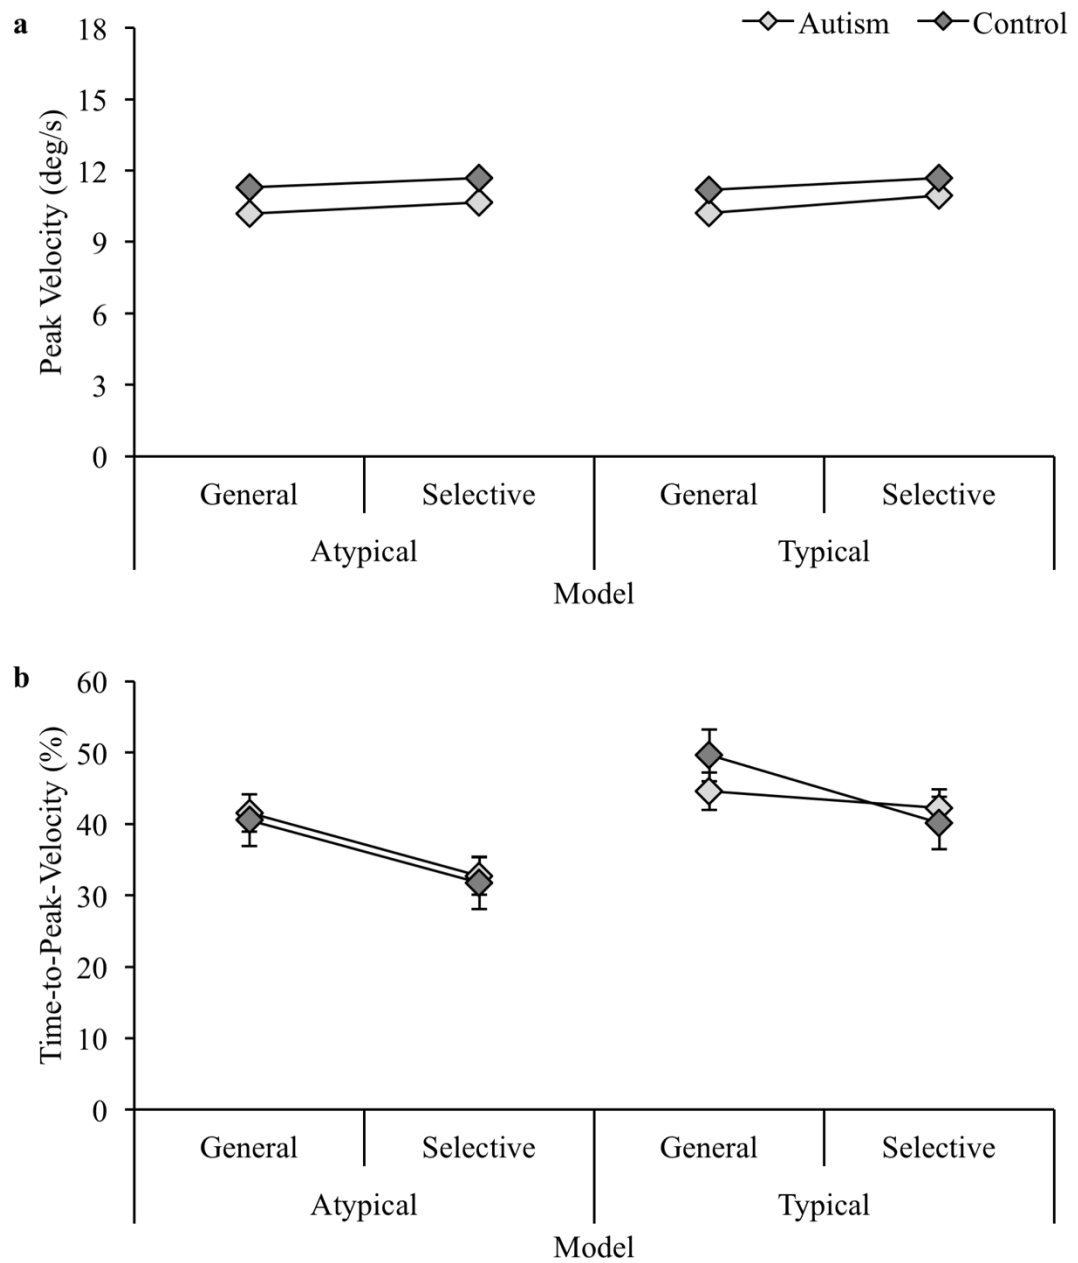 a
Autism Control
18
15
12
9
6
3
0
Peak Velocity (deg/s)
General Selective General Selective
Atypical Typical
Model
b
60
50
40
30
20
10
0
Time-to-Peak-Velocity (%)
General Selective General Selective
Atypical Typical
Model